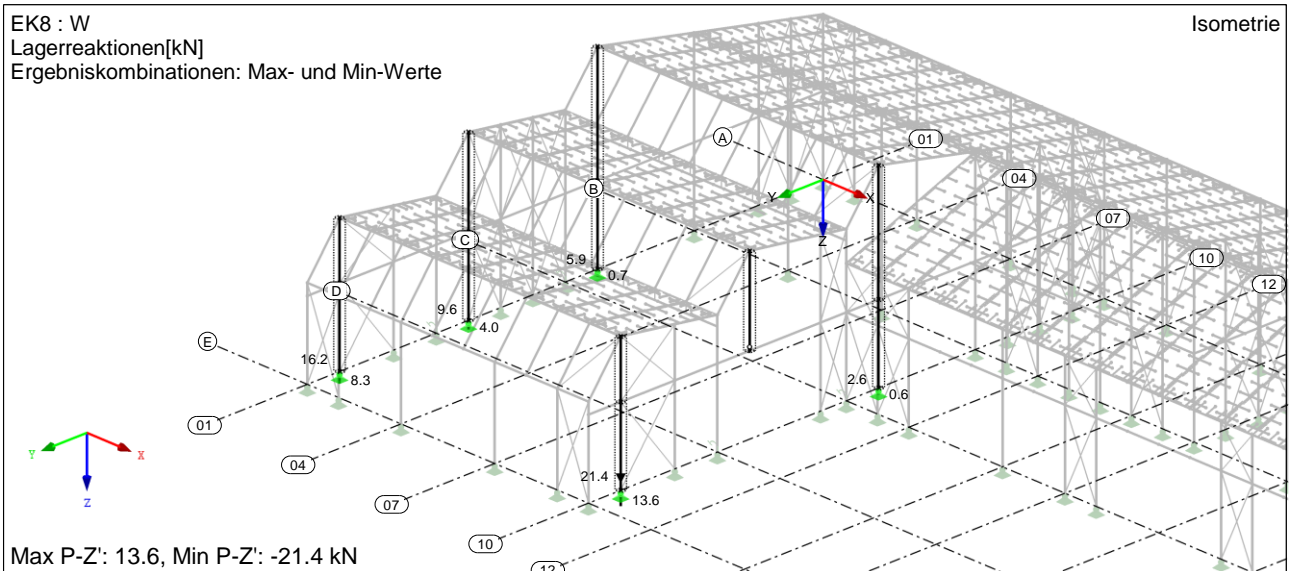 EK8 : W
Isometrie
Lagerreaktionen[kN]
Ergebniskombinationen: Max- und Min-Werte
A
01
04
Y
X
B
07
Z
C
10
5.9
0.7
12
D
9.6
4.0
E
16.2
8.3
2.6
0.6
01
Y
X
04
21.4
13.6
Z
07
10
Max P-Z': 13.6, Min P-Z': -21.4 kN
12